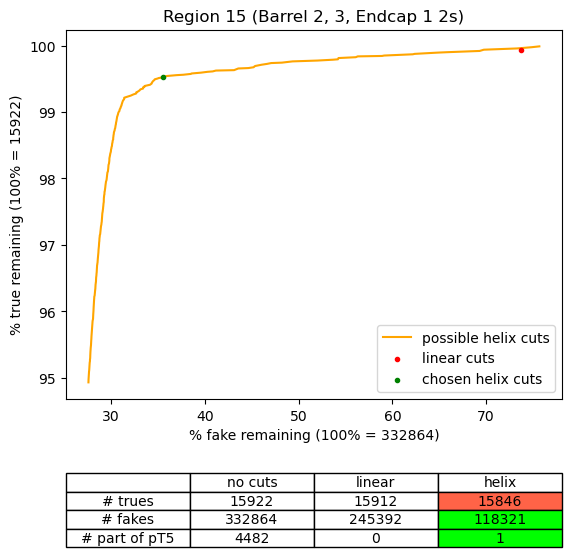 Region 15 (Barrel 2, 3, Endcap 1 2s)
100
99
98
97
96
95
% true remaining (100% = 15922)
possible helix cuts
linear cuts
chosen helix cuts
30 40 50 60 70
% fake remaining (100% = 332864)
no cuts linear helix
# trues 15922 15912 15846
# fakes 332864 245392 118321
# part of pT5 4482 0 1